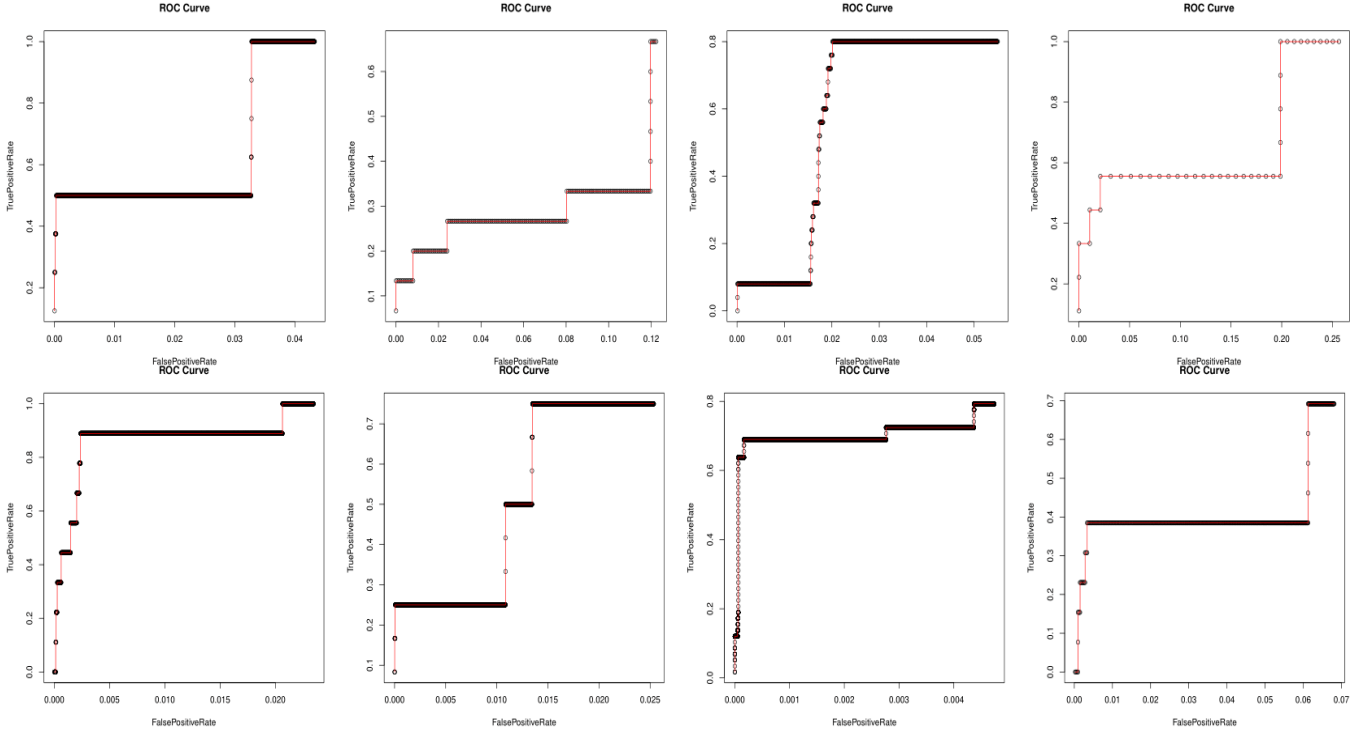 ROC Curve ROC Curve ROC Curve ROC Curve
TruePositiveRate
0.2 0.4 0.6 0.8 1.0
0.00 0.01 0.02 0.03 0.04
FalsePositiveRate
TruePositiveRate
0.1 0.2 0.3 0.4 0.5 0.6
0.00 0.02 0.04 0.06 0.08 0.10 0.12
FalsePositiveRate
TruePositiveRate
0.0 0.2 0.4 0.6 0.8
0.00 0.01 0.02 0.03 0.04 0.05
FalsePositiveRate
TruePositiveRate
0.2 0.4 0.6 0.8 1.0
0.00 0.05 0.10 0.15 0.20 0.25
FalsePositiveRate
ROC Curve ROC Curve ROC Curve ROC Curve
TruePositiveRate
0.0 0.2 0.4 0.6 0.8 1.0
0.000 0.005 0.010 0.015 0.020
FalsePositiveRate
TruePositiveRate
0.1 0.2 0.3 0.4 0.5 0.6 0.7
0.000 0.005 0.010 0.015 0.020 0.025
FalsePositiveRate
TruePositiveRate
0.0 0.2 0.4 0.6 0.8
0.000 0.001 0.002 0.003 0.004
FalsePositiveRate
TruePositiveRate
0.0 0.1 0.2 0.3 0.4 0.5 0.6 0.7
0.00 0.01 0.02 0.03 0.04 0.05 0.06 0.07
FalsePositiveRate